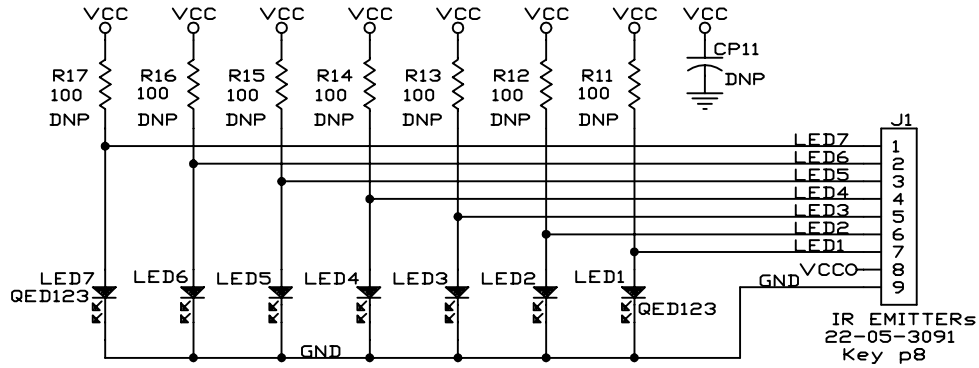 VCC VCC VCC VCC VCC VCC VCC VCC
R17 R16 R15 R14 R13 R12 R11 CP11
100 100 100 100 100 100 100 DNP
DNP DNP DNP DNP DNP DNP DNP
J1
LED7 1
LED6 2
LED5 3
LED4 4
LED3 5
LED2 6
LED1 7
VCC 8
GND 9
LED7 LED6 LED5 LED4 LED3 LED2 LED1
QED123 QED123
GND
IR EMITTERs
22-05-3091
Key p8